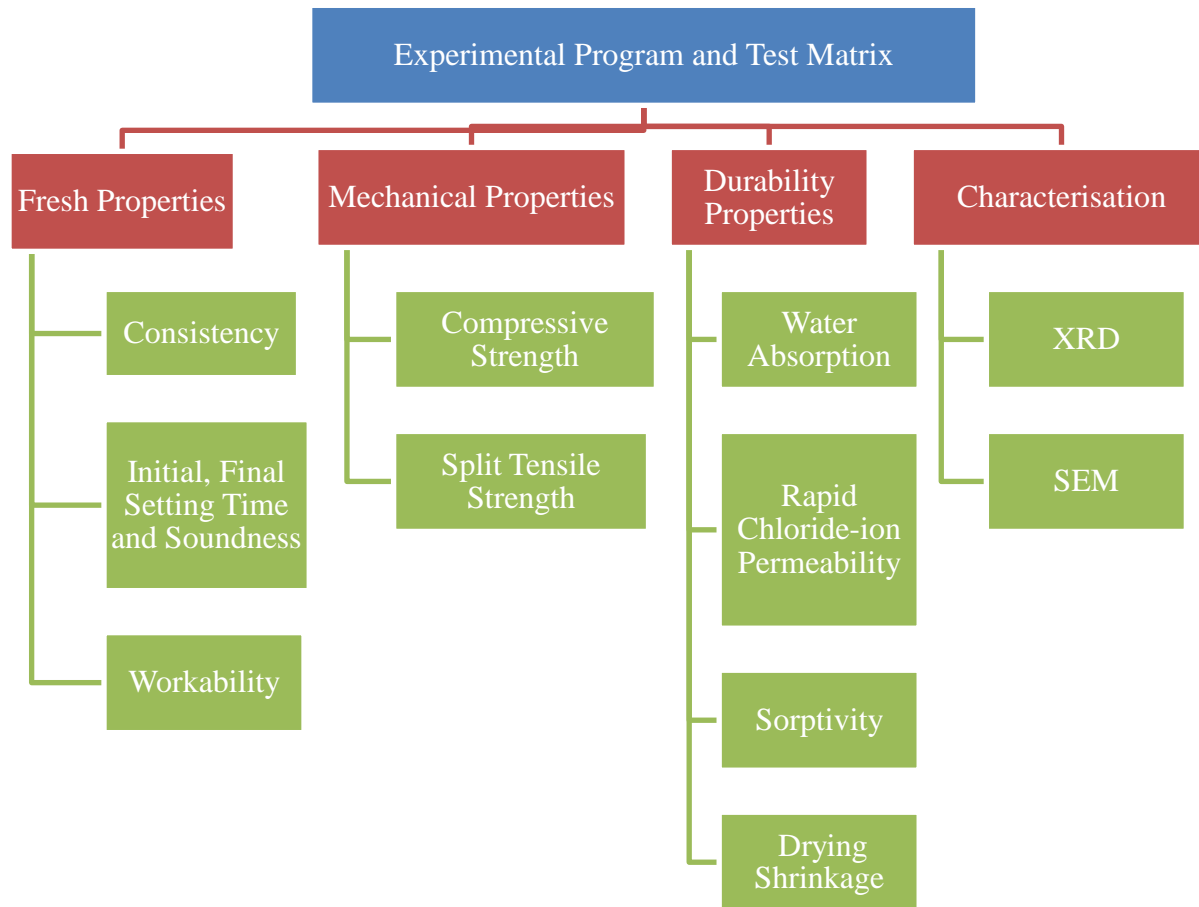 Experimental Program and Test Matrix
Fresh Properties
Consistency
Initial, Final
Setting Time
and Soundness
Workability
Mechanical Properties
Compressive
Strength
Split Tensile
Strength
Durability
Properties
Water
Absorption
Rapid
Chloride-ion
Permeability
Sorptivity
Drying
Shrinkage
Characterisation
XRD
SEM